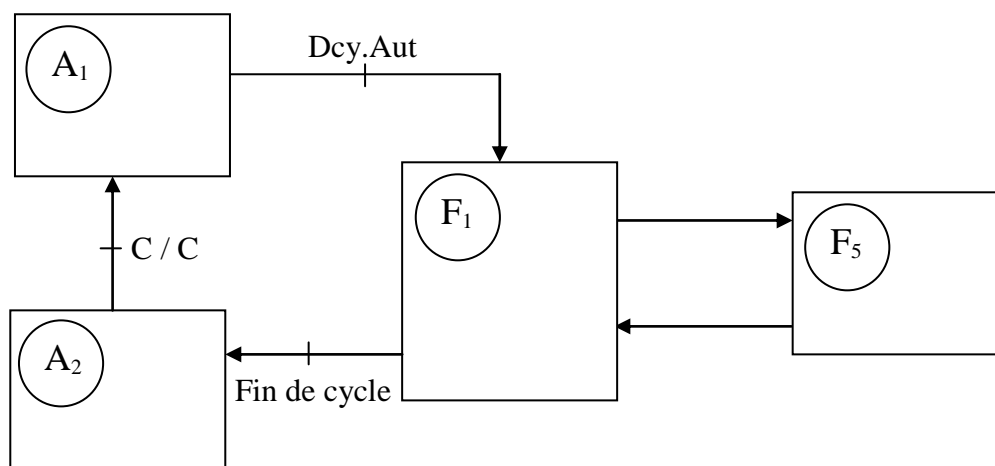 A₁
Dcy.Aut
F₁
F₅
C / C
A₂
Fin de cycle